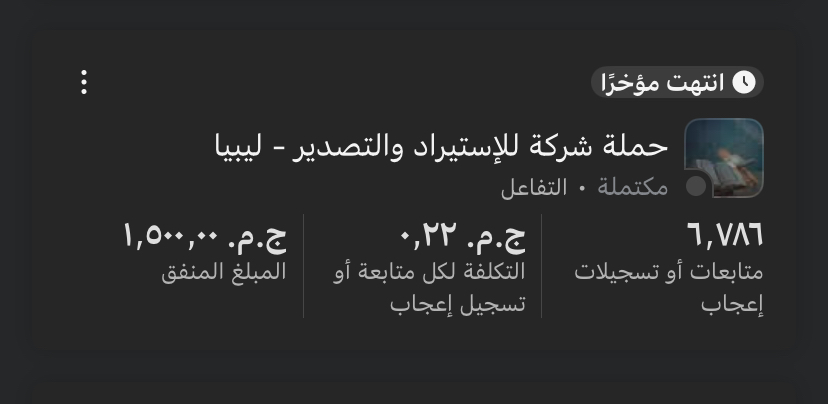 انتهت مؤخرًا
حملة شركة للإستيراد والتصدير - ليبيا
مكتملة • التفاعل
٦,٧٨٦
متابعات أو تسجيلات
إعجاب
ج.م. ٠,٢٢
التكلفة لكل متابعة أو
تسجيل إعجاب
ج.م. ١,٥٠٠,٠٠
المبلغ المنفق